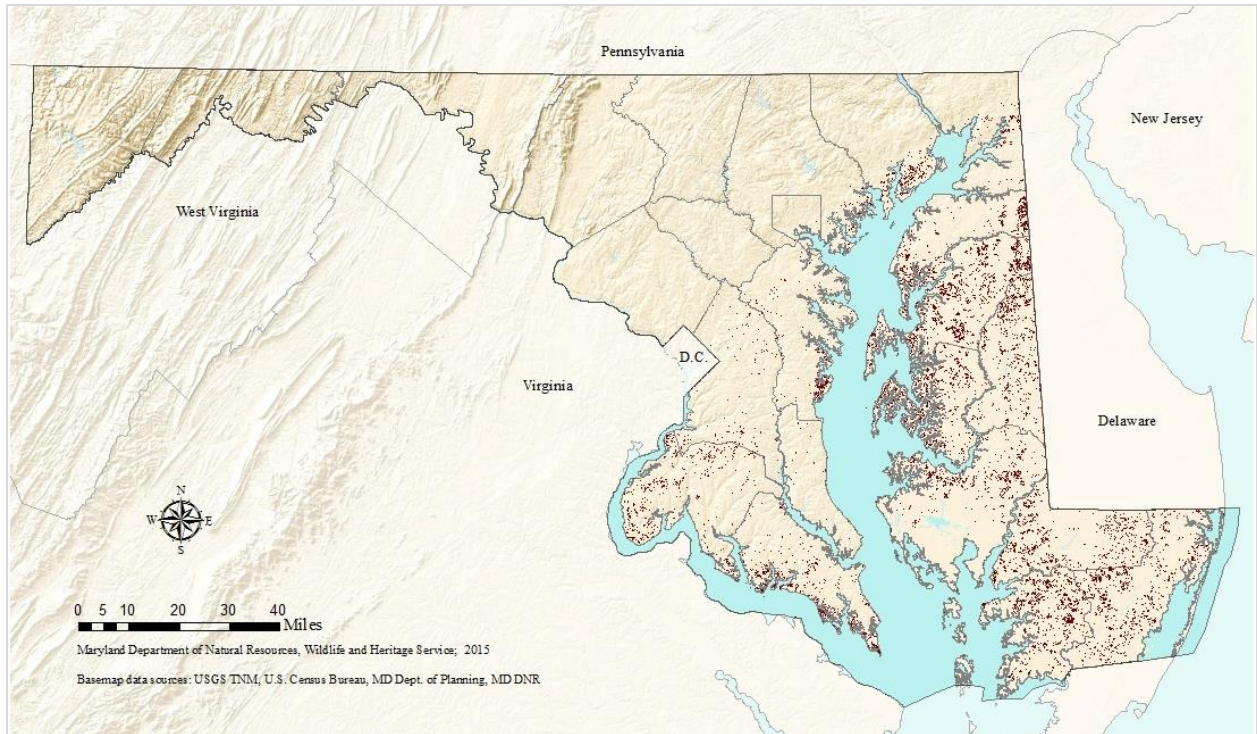 Pennsylvania
New Jersey
West Virginia
D.C.
Virginia
Delaware
N
W E
S
0 5 10 20 30 40
Miles
Maryland Department of Natural Resources, Wildlife and Heritage Service; 2015
Basemap data sources: USGS TNM, U.S. Census Bureau, MD Dept. of Planning, MD DNR